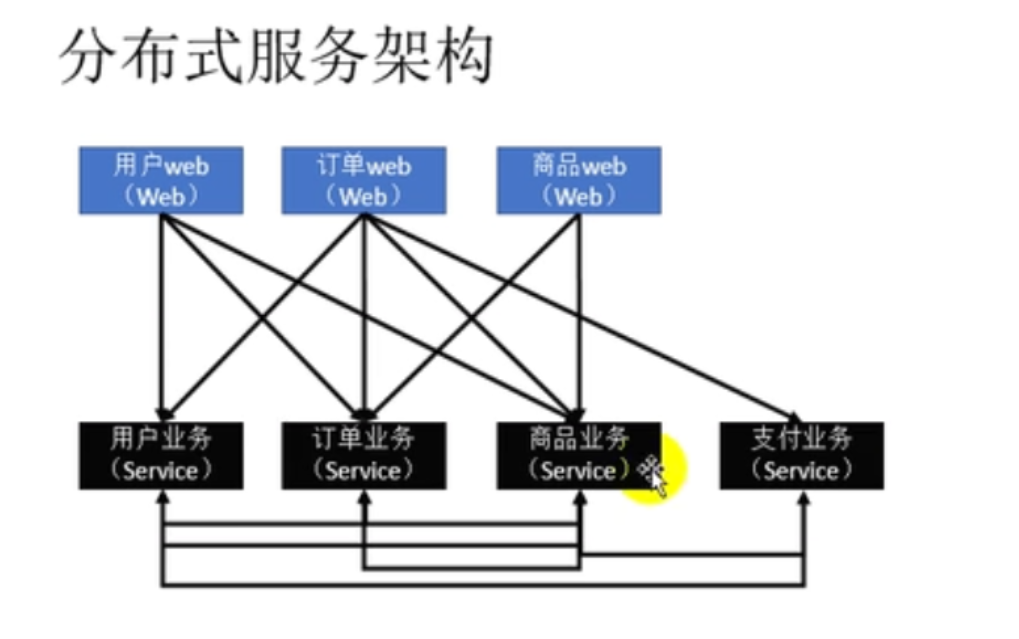 分布式服务架构
用户web
（Web）
订单web
（Web）
商品web
（Web）
用户业务
（Service）
订单业务
（Service）
商品业务
（Service）
支付业务
（Service）